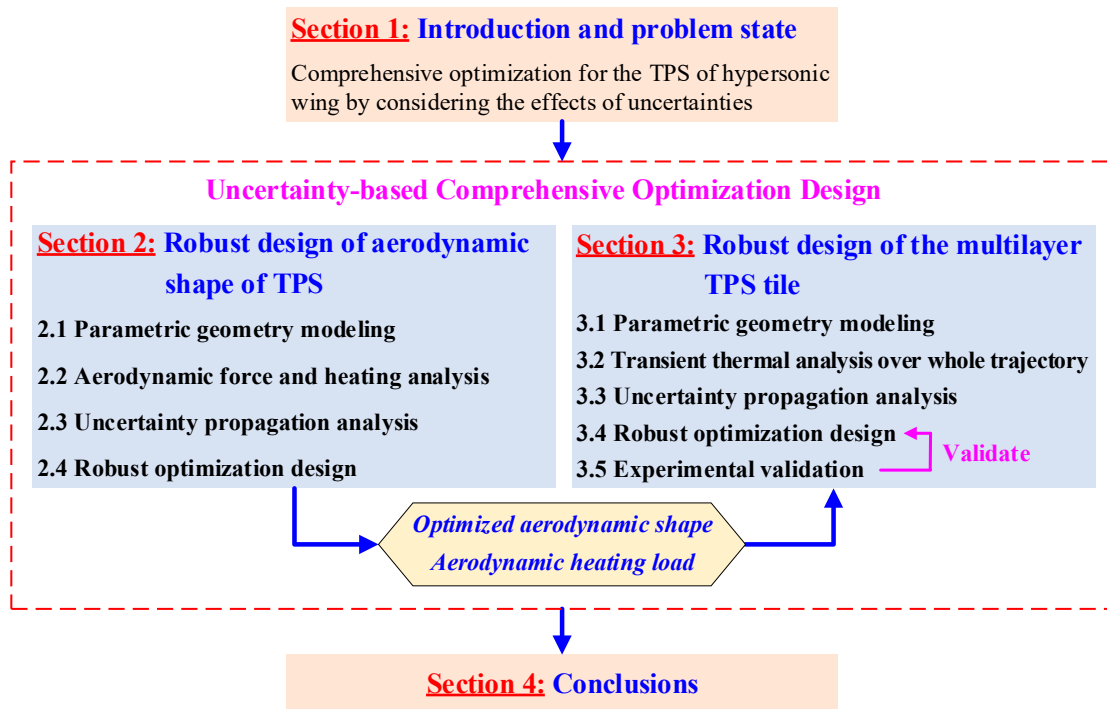 Section 1: Introduction and problem state
Comprehensive optimization for the TPS of hypersonic
wing by considering the effects of uncertainties
Uncertainty-based Comprehensive Optimization Design
Section 2: Robust design of aerodynamic
shape of TPS
2.1 Parametric geometry modeling
2.2 Aerodynamic force and heating analysis
2.3 Uncertainty propagation analysis
2.4 Robust optimization design
Section 3: Robust design of the multilayer
TPS tile
3.1 Parametric geometry modeling
3.2 Transient thermal analysis over whole trajectory
3.3 Uncertainty propagation analysis
3.4 Robust optimization design
3.5 Experimental validation
Validate
Optimized aerodynamic shape
Aerodynamic heating load
Section 4: Conclusions